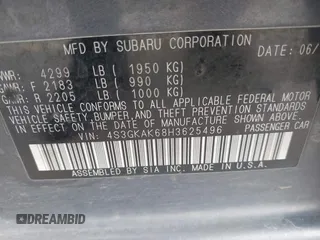 MFD BY SUBARU CORPORATION DATE: 06/
GVWR: 4299 LB ( 1950 KG)
GAWR: F 2183 LB ( 990 KG)
GAWR: R 2205 LB ( 1000 KG)
THIS VEHICLE CONFORMS TO ALL APPLICABLE FEDERAL MOTOR
VEHICLE SAFETY, BUMPER, AND THEFT PREVENTION STANDARDS
IN EFFECT ON THE DATE OF MANUFACTURE SHOWN ABOVE.
VIN: 4S3GKAK68H3625496 PASSENGER CAR
ASSEMBLED BY SIA INC. MADE IN U.S.A.
DREAMBID